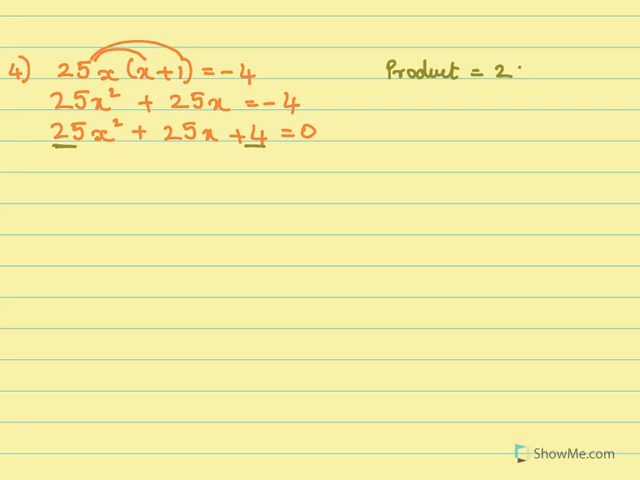 4) 25x (x + 1) = -4
Product = 2
25x² + 25x = -4
25x² + 25x + 4 = 0
ShowMe.com